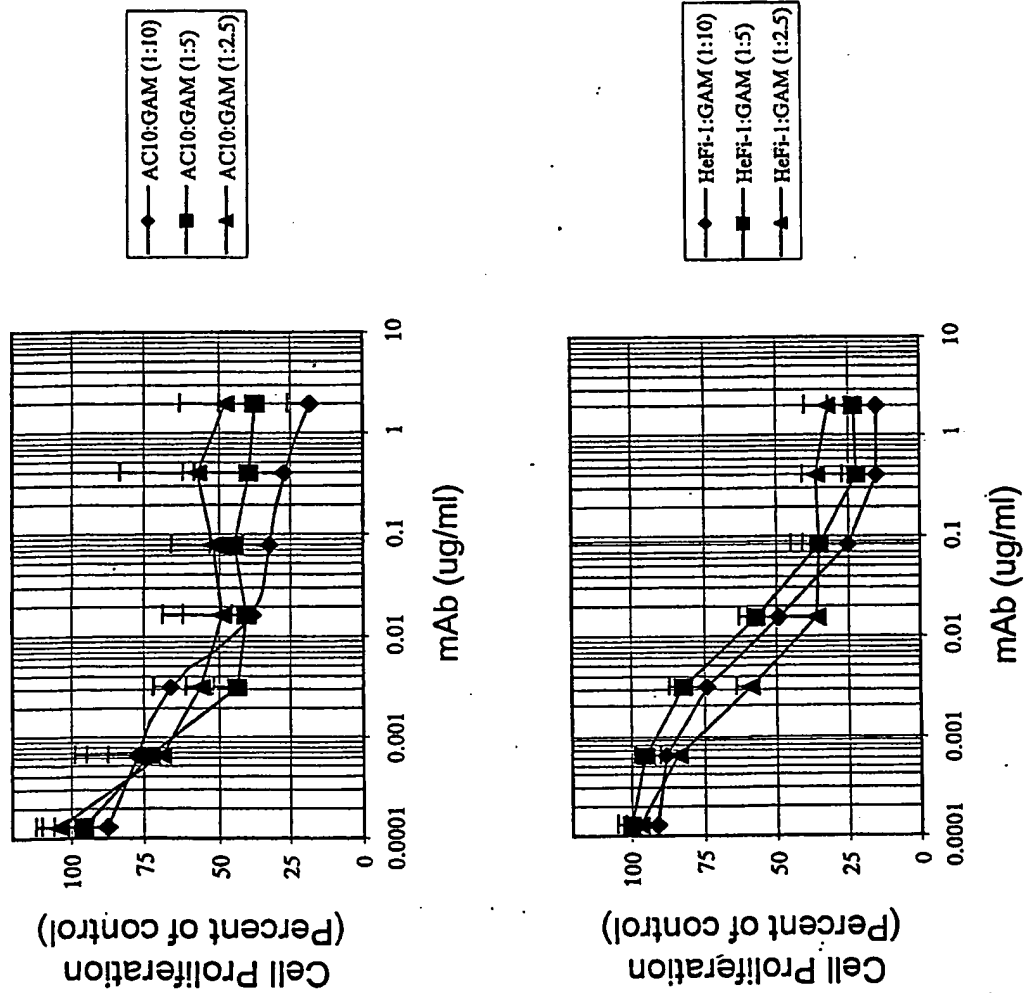 AC10:GAM (1:10)
AC10:GAM (1:5)
AC10:GAM (1:2.5)
Cell Proliferation
(Percent of control)
100
75
50
25
0
0.0001
0.001
0.01
0.1
1
10
mAb (ug/ml)
HeFi-1:GAM (1:10)
HeFi-1:GAM (1:5)
HeFi-1:GAM (1:2.5)
Cell Proliferation
(Percent of control)
100
75
50
25
0
0.0001
0.001
0.01
0.1
1
10
mAb (ug/ml)